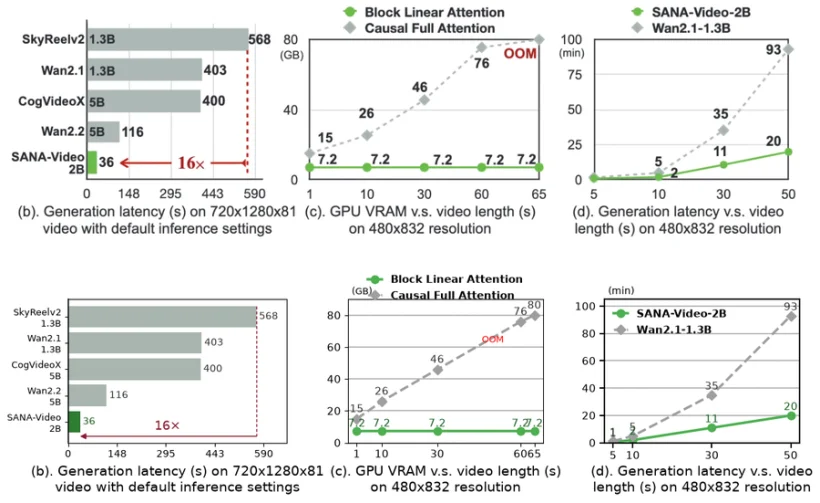 Block Linear Attention
Causal Full Attention
SANA-Video-2B
Wan2.1-1.3B
SkyReelv2 1.3B 568
Wan2.1 1.3B 403
CogVideoX 5B 400
Wan2.2 5B 116
SANA-Video
2B
36
16×
0 148 295 443 590
80
(GB)
40
0
15 26 46 76 OOM
7.2 7.2 7.2 7.2 7.2
1 10 30 60 65
100
(min)
75
50
25
0
5 35 93
2 11 20
5 10 30 50
(b). Generation latency (s) on 720x1280x81
video with default inference settings
(c). GPU VRAM v.s. video length (s)
on 480x832 resolution
(d). Generation latency v.s. video
length (s) on 480x832 resolution
SkyReelv2
1.3B
568
Wan2.1
1.3B
403
CogVideoX
5B
400
Wan2.2
5B
116
SANA-Video
2B
36
16×
0 148 295 443 590
(GB)
Block Linear Attention
Causal Full Attention
80
60
40
20
0
15 26 46 76 80
OOM
7.2 7.2 7.2 7.2 7.2
1 10 30 60 65
(min)
SANA-Video-2B
Wan2.1-1.3B
100
80
60
40
20
0
1 5 35 93
11 20
5 10 30 50
(b). Generation latency (s) on 720x1280x81
video with default inference settings
(c). GPU VRAM v.s. video length (s)
on 480x832 resolution
(d). Generation latency v.s. video
length (s) on 480x832 resolution